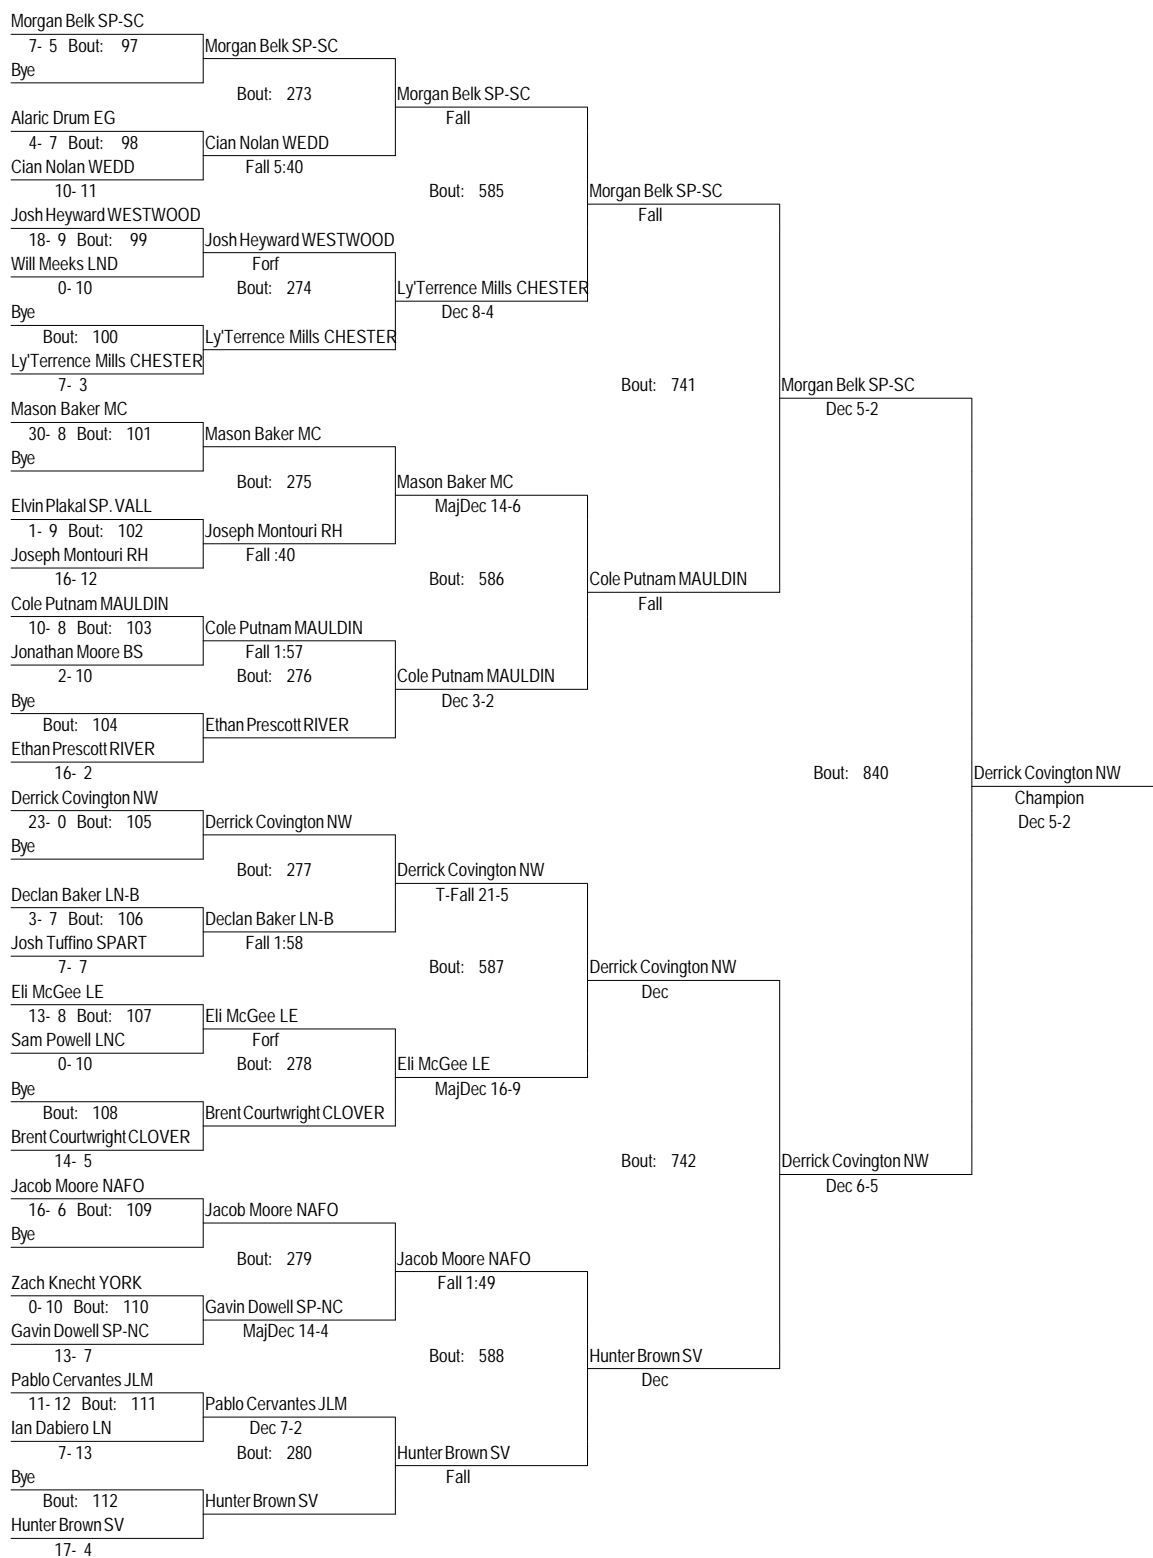 Morgan Belk SP-SC
7- 5 Bout: 97
Morgan Belk SP-SC
Bye
Bout: 273
Morgan Belk SP-SC
Alaric Drum EG
Fall
4- 7 Bout: 98
Cian Nolan WEDD
Cian Nolan WEDD
Fall 5:40
10- 11
Bout: 585
Morgan Belk SP-SC
Josh Heyward WESTWOOD
Fall
18- 9 Bout: 99
Josh Heyward WESTWOOD
Will Meeks LND
Forf
0- 10
Bout: 274
Ly'Terrence Mills CHESTER
Bye
Dec 8-4
Bout: 100
Ly'Terrence Mills CHESTER
Ly'Terrence Mills CHESTER
7- 3
Bout: 741
Morgan Belk SP-SC
Mason Baker MC
Dec 5-2
30- 8 Bout: 101
Mason Baker MC
Bye
Bout: 275
Mason Baker MC
Elvin Plakal SP. VALL
MajDec 14-6
1- 9 Bout: 102
Joseph Montouri RH
Joseph Montouri RH
Fall :40
16- 12
Bout: 586
Cole Putnam MAULDIN
Cole Putnam MAULDIN
Fall
10- 8 Bout: 103
Cole Putnam MAULDIN
Jonathan Moore BS
Fall 1:57
2- 10
Bout: 276
Cole Putnam MAULDIN
Bye
Dec 3-2
Bout: 104
Ethan Prescott RIVER
Ethan Prescott RIVER
16- 2
Bout: 840
Derrick Covington NW
Derrick Covington NW
Champion
23- 0 Bout: 105
Derrick Covington NW
Dec 5-2
Bye
Bout: 277
Derrick Covington NW
Declan Baker LN-B
T-Fall 21-5
3- 7 Bout: 106
Declan Baker LN-B
Josh Tuffino SPART
Fall 1:58
7- 7
Bout: 587
Derrick Covington NW
Eli McGee LE
Dec
13- 8 Bout: 107
Eli McGee LE
Sam Powell LNC
Forf
0- 10
Bout: 278
Eli McGee LE
Bye
MajDec 16-9
Bout: 108
Brent Courtwright CLOVER
Brent Courtwright CLOVER
14- 5
Bout: 742
Derrick Covington NW
Jacob Moore NAFO
Dec 6-5
16- 6 Bout: 109
Jacob Moore NAFO
Bye
Bout: 279
Jacob Moore NAFO
Zach Knecht YORK
Fall 1:49
0- 10 Bout: 110
Gavin Dowell SP-NC
Gavin Dowell SP-NC
MajDec 14-4
13- 7
Bout: 588
Hunter Brown SV
Pablo Cervantes JLM
Dec
11- 12 Bout: 111
Pablo Cervantes JLM
Ian Dabiero LN
Dec 7-2
7- 13
Bout: 280
Hunter Brown SV
Bye
Fall
Bout: 112
Hunter Brown SV
Hunter Brown SV
17- 4